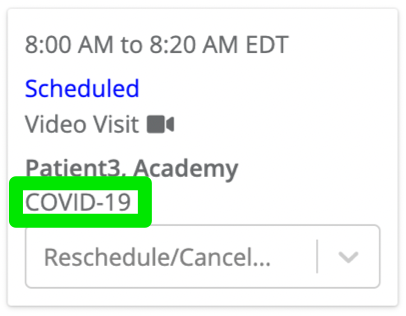 8:00 AM to 8:20 AM EDT
Scheduled
Video Visit
Patient3, Academy
COVID-19
Reschedule/Cancel...